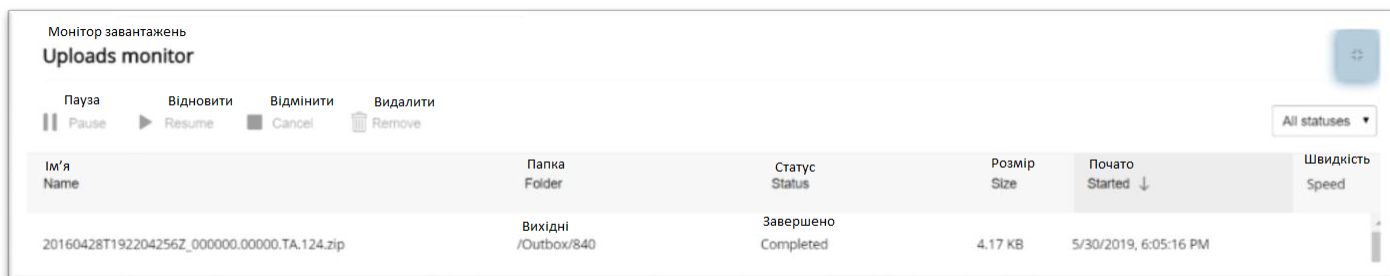 Монітор завантажень
Uploads monitor
Пауза Відновити Відмінити Видалити
Pause Resume Cancel Remove
All statuses
Ім'я Папка Статус Розмір Почато Швидкість
Name Folder Status Size Started ↓ Speed
Вихідні Завершено
20160428T192204256Z_000000.00000.TA.124.zip /Outbox/840 Completed 4.17 KB 5/30/2019, 6:05:16 PM